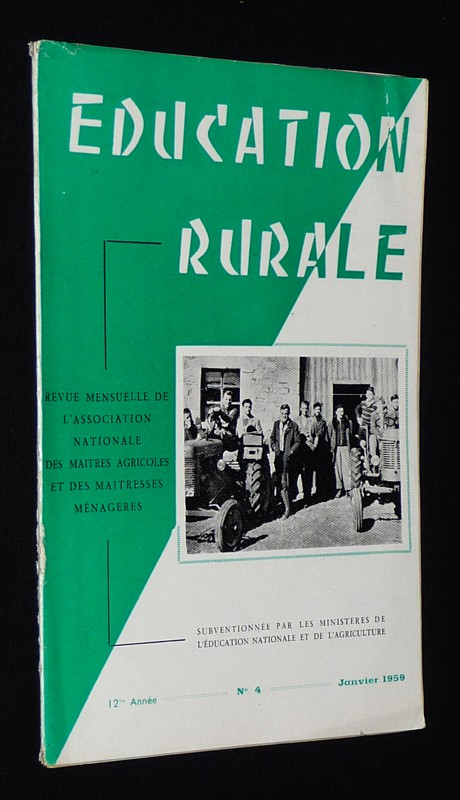 EDUCATION
RURALE
REVUE MENSUELLE DE
L'ASSOCIATION
NATIONALE
DES MAITRES AGRICOLES
ET DES MAITRESSES
MÉNAGERES
SUBVENTIONNÉE PAR LES MINISTERES DE
L'ÉDUCATION NATIONALE ET DE L'AGRICULTURE
12me Année N° 4 Janvier 1959